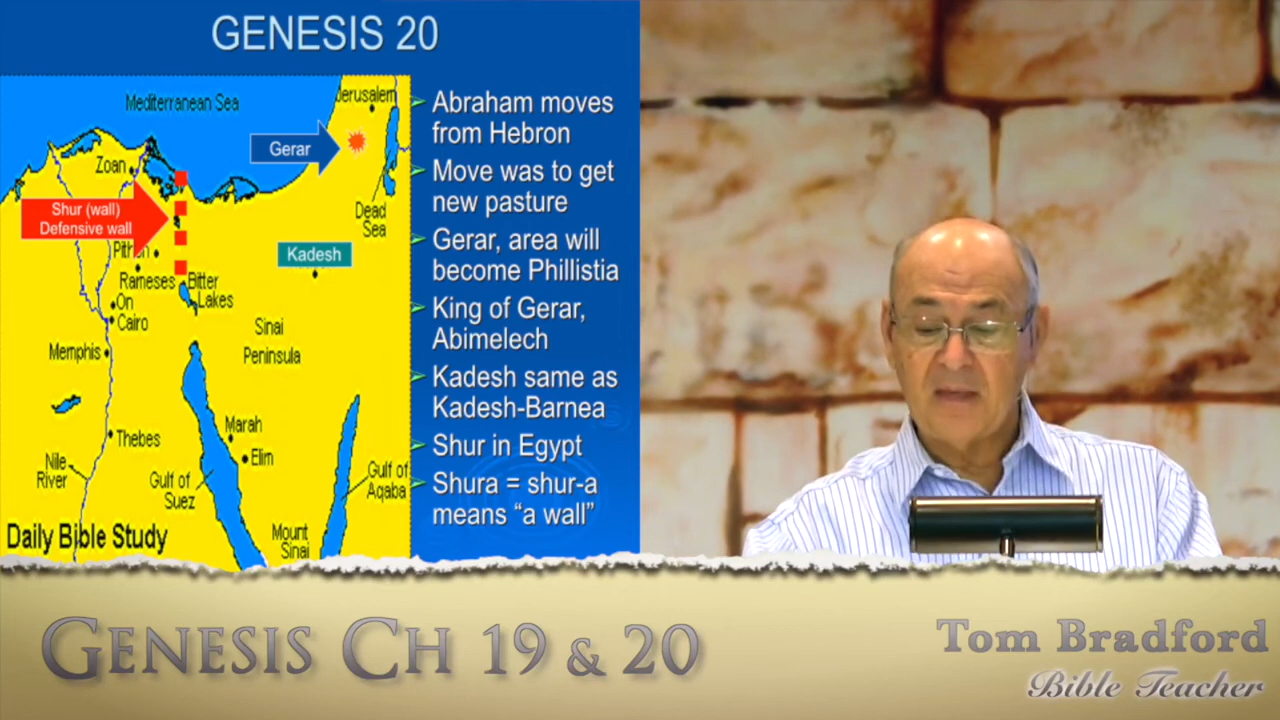 GENESIS 20
Mediterranean Sea
Jerusalem
Gerar
Zoan
Shur (wall)
Defensive wall
Dead
Sea
Kadesh
Rameses
Bitter
Lakes
On
Cairo
Sinai
Peninsula
Memphis
Marah
Thebes
Elim
Nile
River
Gulf of
Suez
Gulf of
Aqaba
Mount
Sinai
Daily Bible Study
Abraham moves
from Hebron
Move was to get
new pasture
Gerar, area will
become Phillistia
King of Gerar,
Abimelech
Kadesh same as
Kadesh-Barnea
Shur in Egypt
Shura = shur-a
means “a wall”
GENESIS CH 19 & 20
Tom Bradford
Bible Teacher